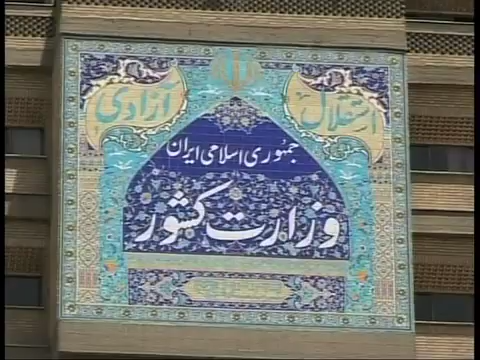 استقلال آزادی
جمهوری اسلامی ایران
وزارت کشور